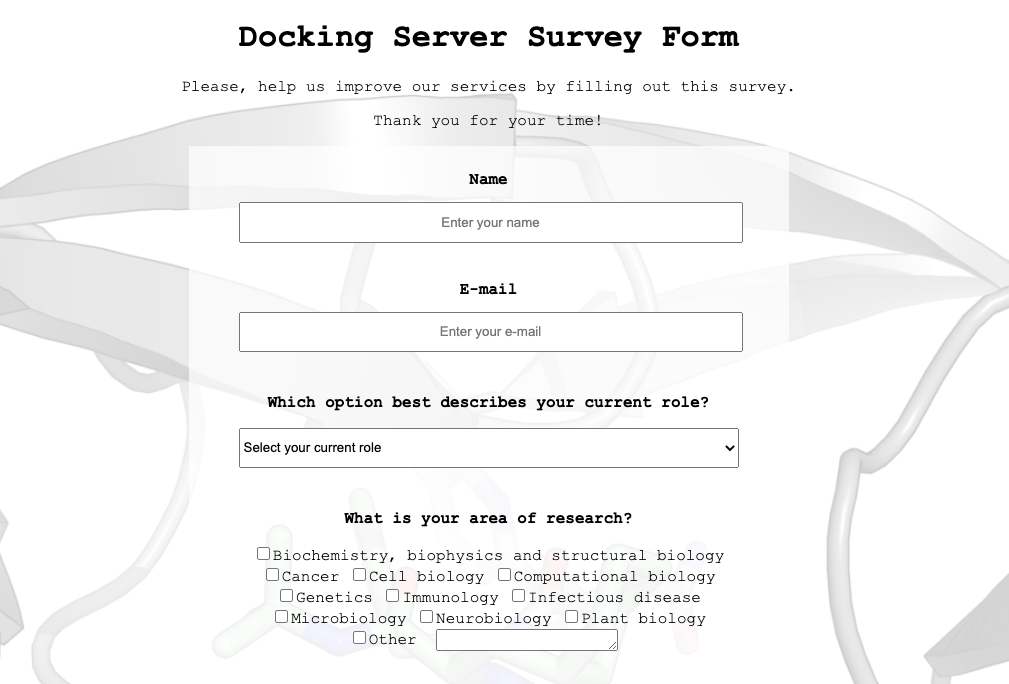 Docking Server Survey Form
Please, help us improve our services by filling out this survey.
Thank you for your time!
Name
Enter your name
E-mail
Enter your e-mail
Which option best describes your current role?
Select your current role
What is your area of research?
Biochemistry, biophysics and structural biology
Cancer Cell biology Computational biology
Genetics Immunology Infectious disease
Microbiology Neurobiology Plant biology
Other